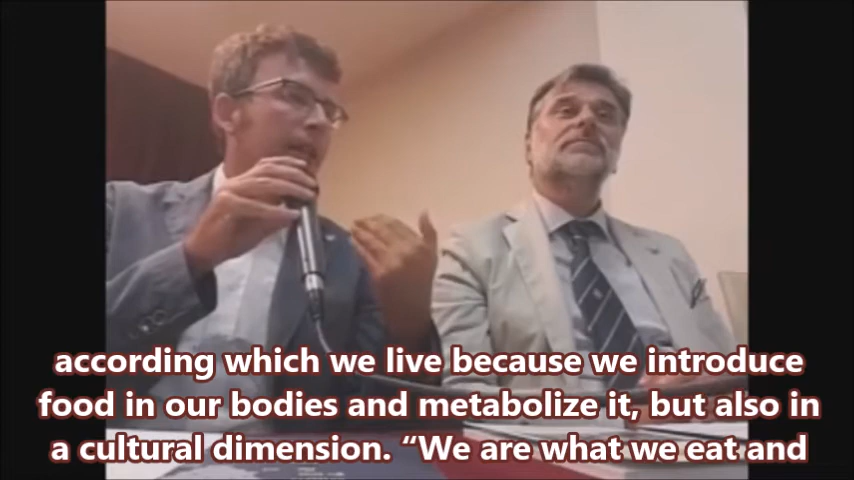 according which we live because we introduce
food in our bodies and metabolize it, but also in
a cultural dimension. “We are what we eat and